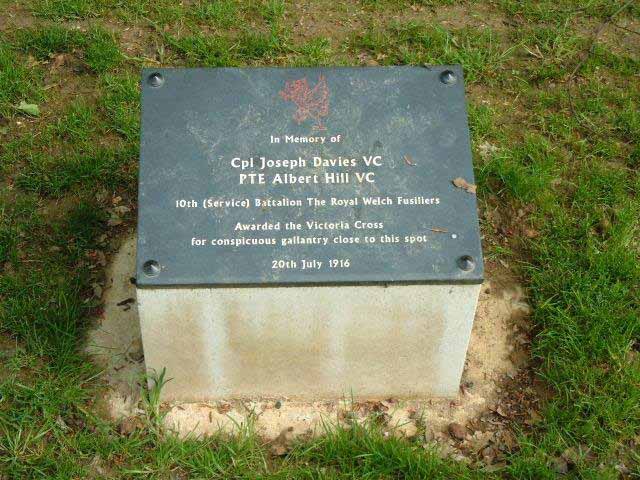 In Memory of
Cpl Joseph Davies VC
PTE Albert Hill VC
10th (Service) Battalion The Royal Welch Fusiliers
Awarded the Victoria Cross
for conspicuous gallantry close to this spot
20th July 1916